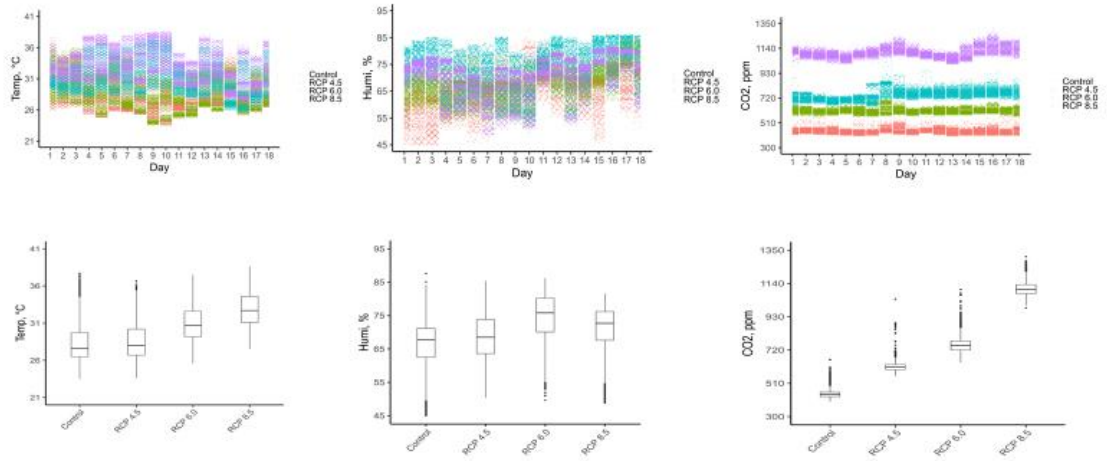 41
36
31
26
21
Temp, °C
1 2 3 4 5 6 7 8 9 10 11 12 13 14 15 16 17 18
Day
Control
RCP 4.5
RCP 6.0
RCP 8.5
95
85
75
65
55
45
Humi, %
1 2 3 4 5 6 7 8 9 10 11 12 13 14 15 16 17 18
Day
Control
RCP 4.5
RCP 6.0
RCP 8.5
1350
1140
930
720
510
300
CO2, ppm
1 2 3 4 5 6 7 8 9 10 11 12 13 14 15 16 17 18
Day
Control
RCP 4.5
RCP 6.0
RCP 8.5
41
36
31
26
21
Temp, °C
Control
RCP 4.5
RCP 6.0
RCP 8.5
95
85
75
65
55
45
Humi, %
Control
RCP 4.5
RCP 6.0
RCP 8.5
1350
1140
930
720
510
300
CO2, ppm
Control
RCP 4.5
RCP 6.0
RCP 8.5